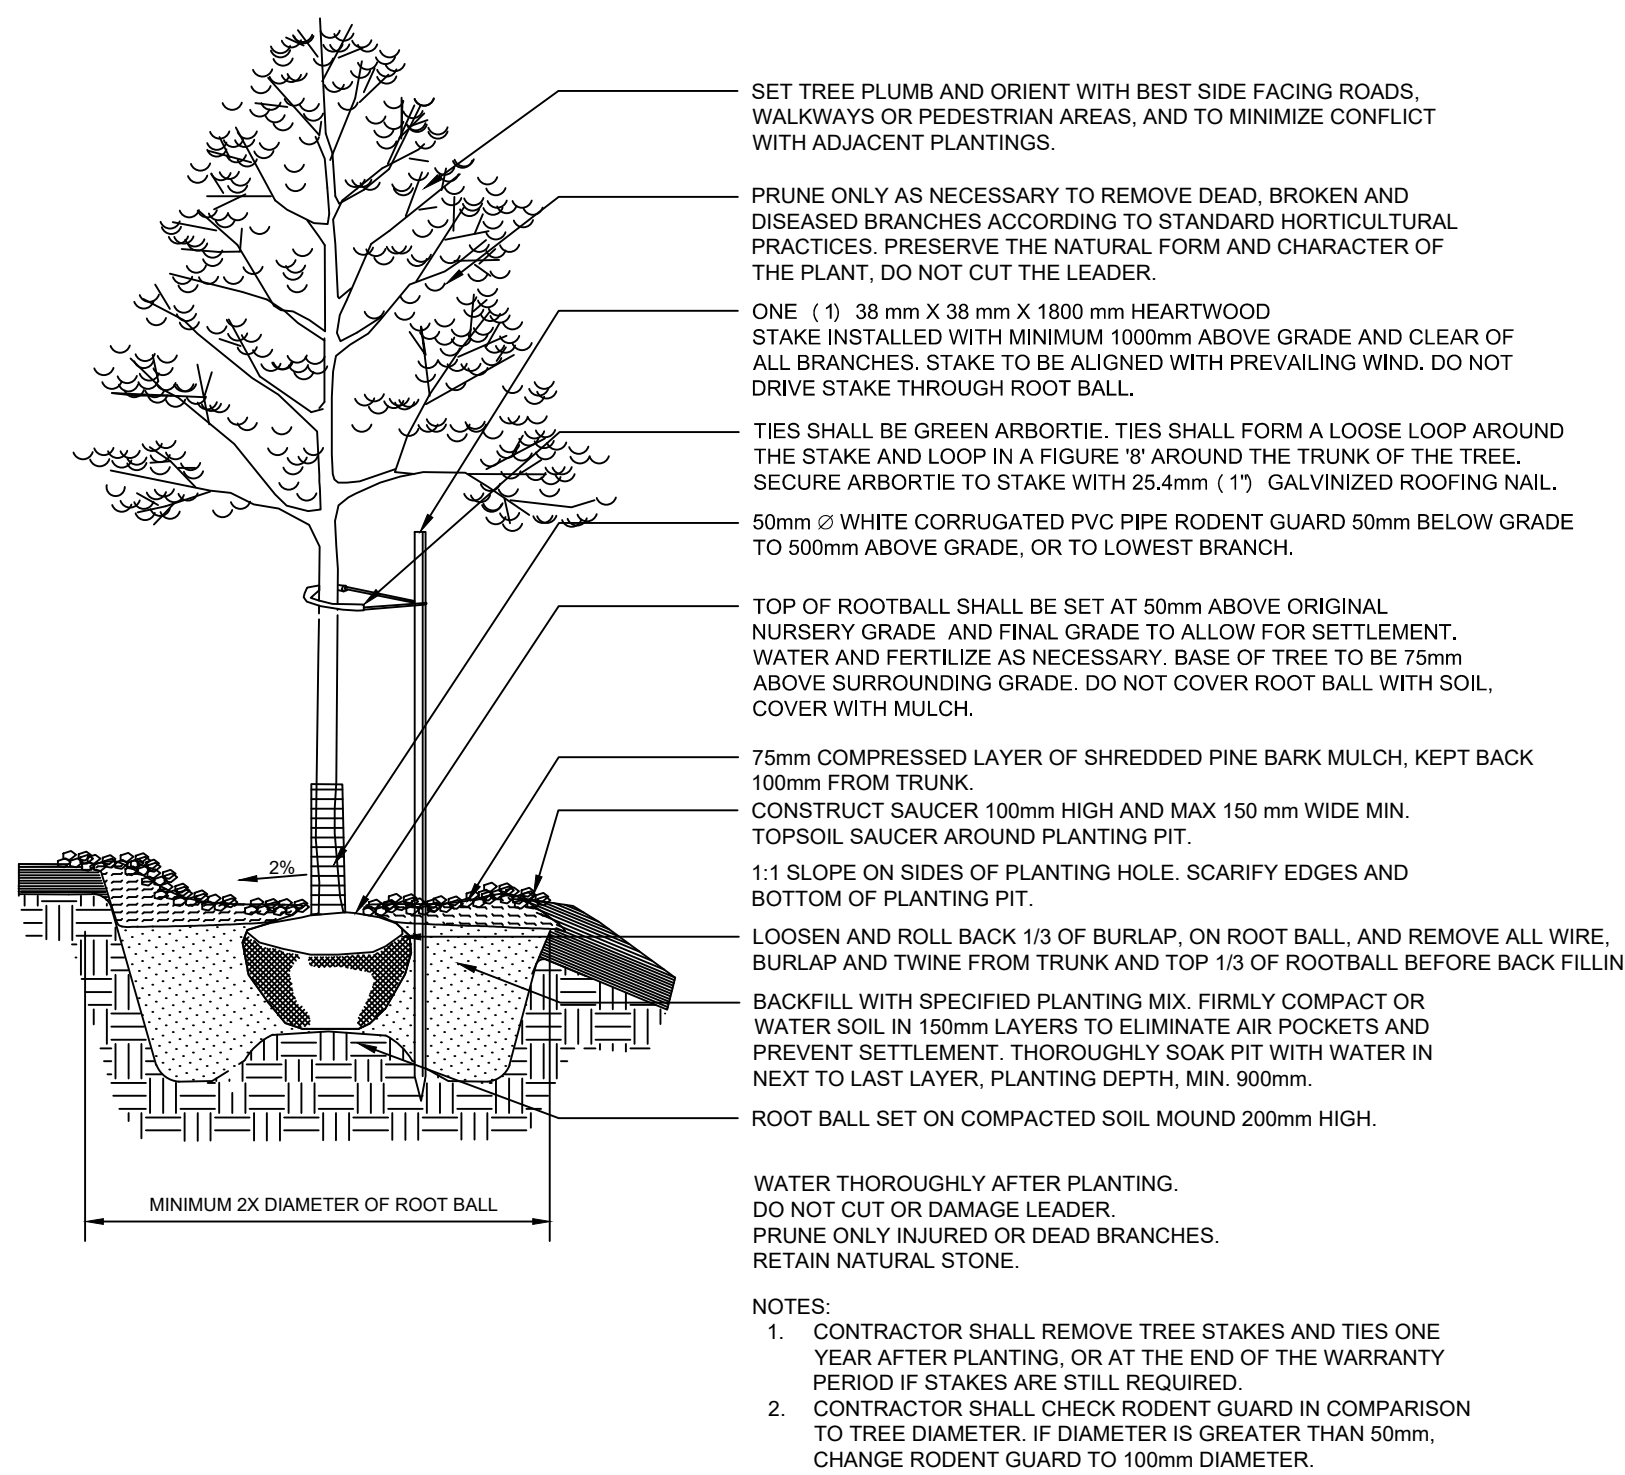 SET TREE PLUMB AND ORIENT WITH BEST SIDE FACING ROADS,
WALKWAYS OR PEDESTRIAN AREAS, AND TO MINIMIZE CONFLICT
WITH ADJACENT PLANTINGS.
PRUNE ONLY AS NECESSARY TO REMOVE DEAD, BROKEN AND
DISEASED BRANCHES ACCORDING TO STANDARD HORTICULTURAL
PRACTICES. PRESERVE THE NATURAL FORM AND CHARACTER OF
THE PLANT, DO NOT CUT THE LEADER.
ONE (1) 38 mm X 38 mm X 1800 mm HEARTWOOD
STAKE INSTALLED WITH MINIMUM 1000mm ABOVE GRADE AND CLEAR OF
ALL BRANCHES. STAKE TO BE ALIGNED WITH PREVAILING WIND. DO NOT
DRIVE STAKE THROUGH ROOT BALL.
TIES SHALL BE GREEN ARBORTIE. TIES SHALL FORM A LOOSE LOOP AROUND
THE STAKE AND LOOP IN A FIGURE '8' AROUND THE TRUNK OF THE TREE.
SECURE ARBORTIE TO STAKE WITH 25.4mm (1") GALVINIZED ROOFING NAIL.
50mm ∅ WHITE CORRUGATED PVC PIPE RODENT GUARD 50mm BELOW GRADE
TO 500mm ABOVE GRADE, OR TO LOWEST BRANCH.
TOP OF ROOTBALL SHALL BE SET AT 50mm ABOVE ORIGINAL
NURSERY GRADE AND FINAL GRADE TO ALLOW FOR SETTLEMENT.
WATER AND FERTILIZE AS NECESSARY. BASE OF TREE TO BE 75mm
ABOVE SURROUNDING GRADE. DO NOT COVER ROOT BALL WITH SOIL,
COVER WITH MULCH.
75mm COMPRESSED LAYER OF SHREDDED PINE BARK MULCH, KEPT BACK
100mm FROM TRUNK.
CONSTRUCT SAUCER 100mm HIGH AND MAX 150 mm WIDE MIN.
TOPSOIL SAUCER AROUND PLANTING PIT.
2%
1:1 SLOPE ON SIDES OF PLANTING HOLE. SCARIFY EDGES AND
BOTTOM OF PLANTING PIT.
LOOSEN AND ROLL BACK 1/3 OF BURLAP, ON ROOT BALL, AND REMOVE ALL WIRE,
BURLAP AND TWINE FROM TRUNK AND TOP 1/3 OF ROOTBALL BEFORE BACK FILLIN
BACKFILL WITH SPECIFIED PLANTING MIX. FIRMLY COMPACT OR
WATER SOIL IN 150mm LAYERS TO ELIMINATE AIR POCKETS AND
PREVENT SETTLEMENT. THOROUGHLY SOAK PIT WITH WATER IN
NEXT TO LAST LAYER, PLANTING DEPTH, MIN. 900mm.
ROOT BALL SET ON COMPACTED SOIL MOUND 200mm HIGH.
MINIMUM 2X DIAMETER OF ROOT BALL
WATER THOROUGHLY AFTER PLANTING.
DO NOT CUT OR DAMAGE LEADER.
PRUNE ONLY INJURED OR DEAD BRANCHES.
RETAIN NATURAL STONE.
NOTES:
1. CONTRACTOR SHALL REMOVE TREE STAKES AND TIES ONE
YEAR AFTER PLANTING, OR AT THE END OF THE WARRANTY
PERIOD IF STAKES ARE STILL REQUIRED.
2. CONTRACTOR SHALL CHECK RODENT GUARD IN COMPARISON
TO TREE DIAMETER. IF DIAMETER IS GREATER THAN 50mm,
CHANGE RODENT GUARD TO 100mm DIAMETER.